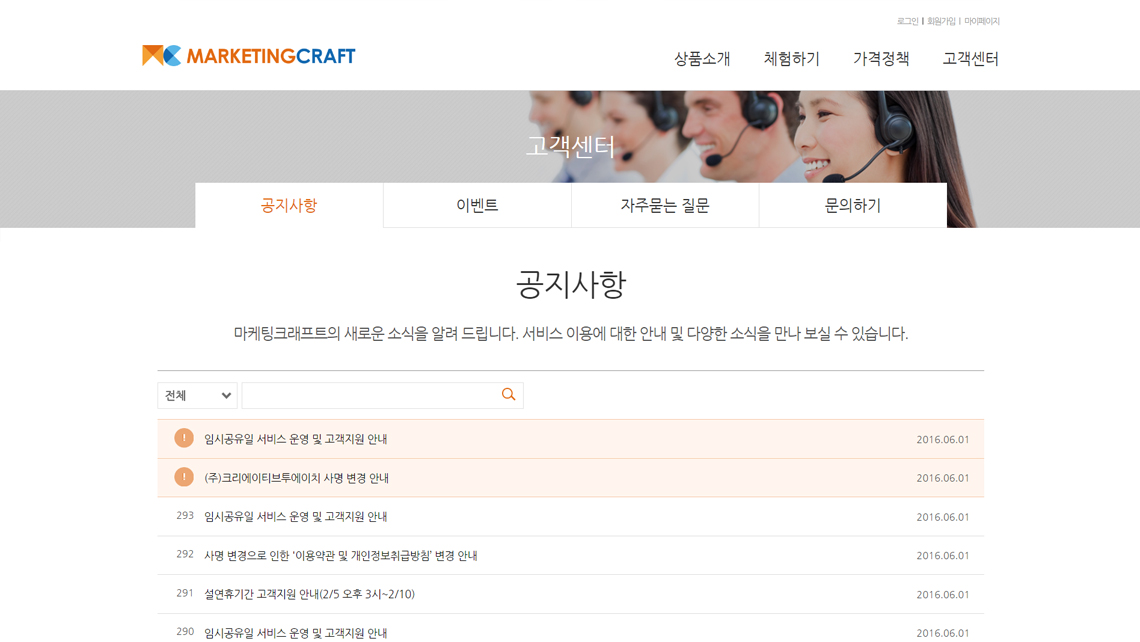 로그인 | 회원가입 | 마이페이지
MARKETINGCRAFT
상품소개 체험하기 가격정책 고객센터
고객센터
공지사항 이벤트 자주묻는 질문 문의하기
공지사항
마케팅크래프트의 새로운 소식을 알려 드립니다. 서비스 이용에 대한 안내 및 다양한 소식을 만나 보실 수 있습니다.
전체
! 임시공유일 서비스 운영 및 고객지원 안내 2016.06.01
! (주)크리에이티브투에이치 사명 변경 안내 2016.06.01
293 임시공유일 서비스 운영 및 고객지원 안내 2016.06.01
292 사명 변경으로 인한 '이용약관 및 개인정보취급방침' 변경 안내 2016.06.01
291 설연휴기간 고객지원 안내(2/5 오후 3시~2/10) 2016.06.01
290 임시공유일 서비스 운영 및 고객지원 안내 2016.06.01